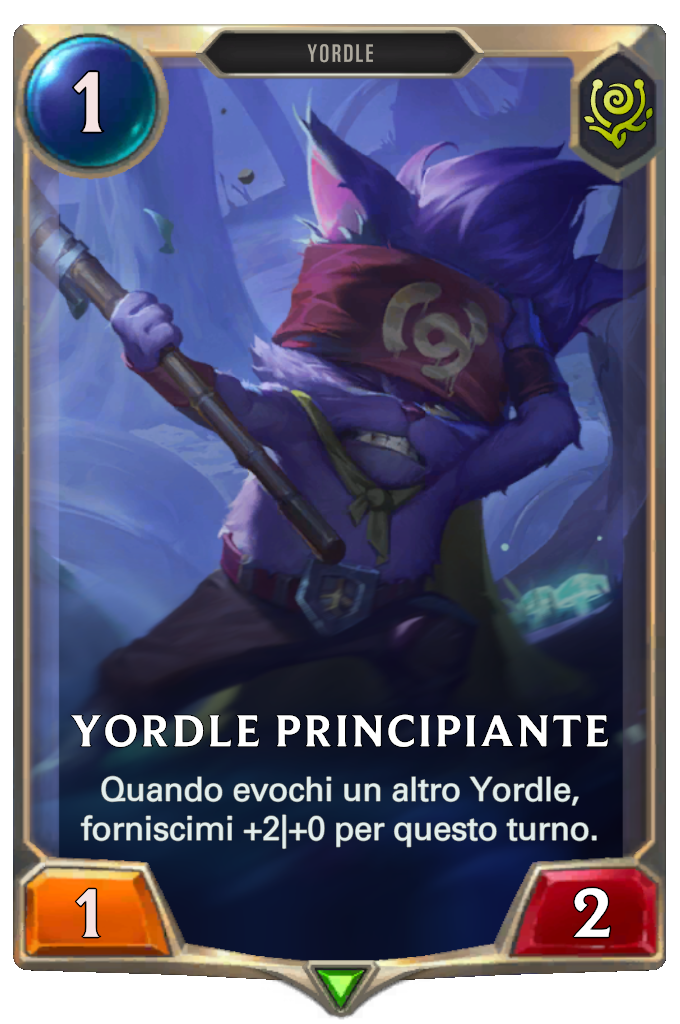 YORDLE
1
YORDLE PRINCIPIANTE
Quando evochi un altro Yordle,
forniscimi +2|+0 per questo turno.
1
2